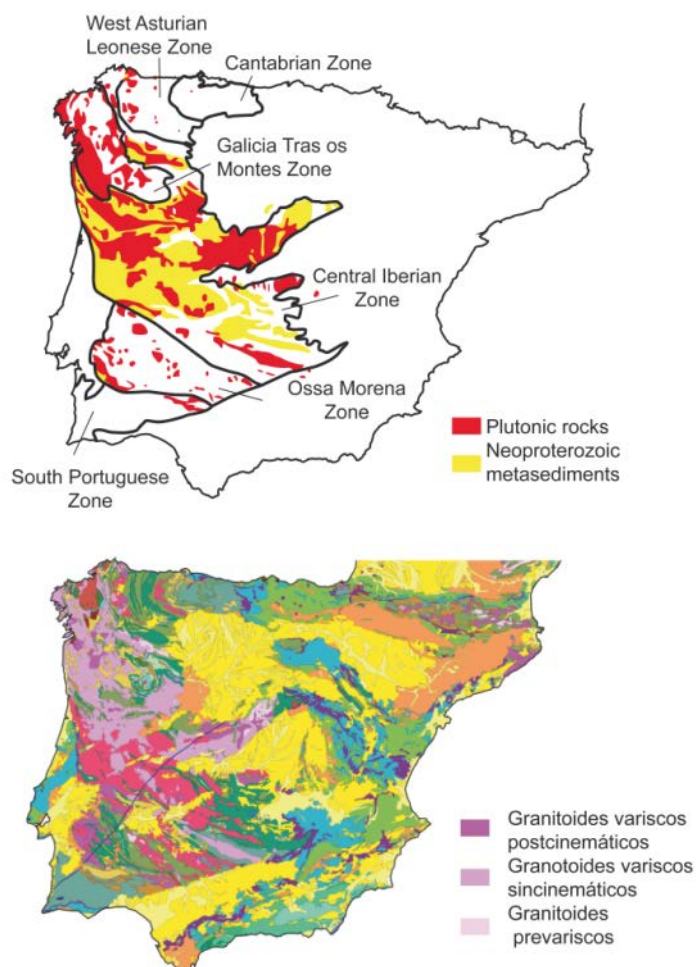 West Asturian
Leonese Zone
Cantabrian Zone
Galicia Tras os
Montes Zone
Central Iberian
Zone
Ossa Morena
Zone
South Portuguese
Zone
Plutonic rocks
Neoproterozoic
metasediments
Granitoides variscos
postcinemáticos
Granotoides variscos
sincinemáticos
Granitoides
prevariscos